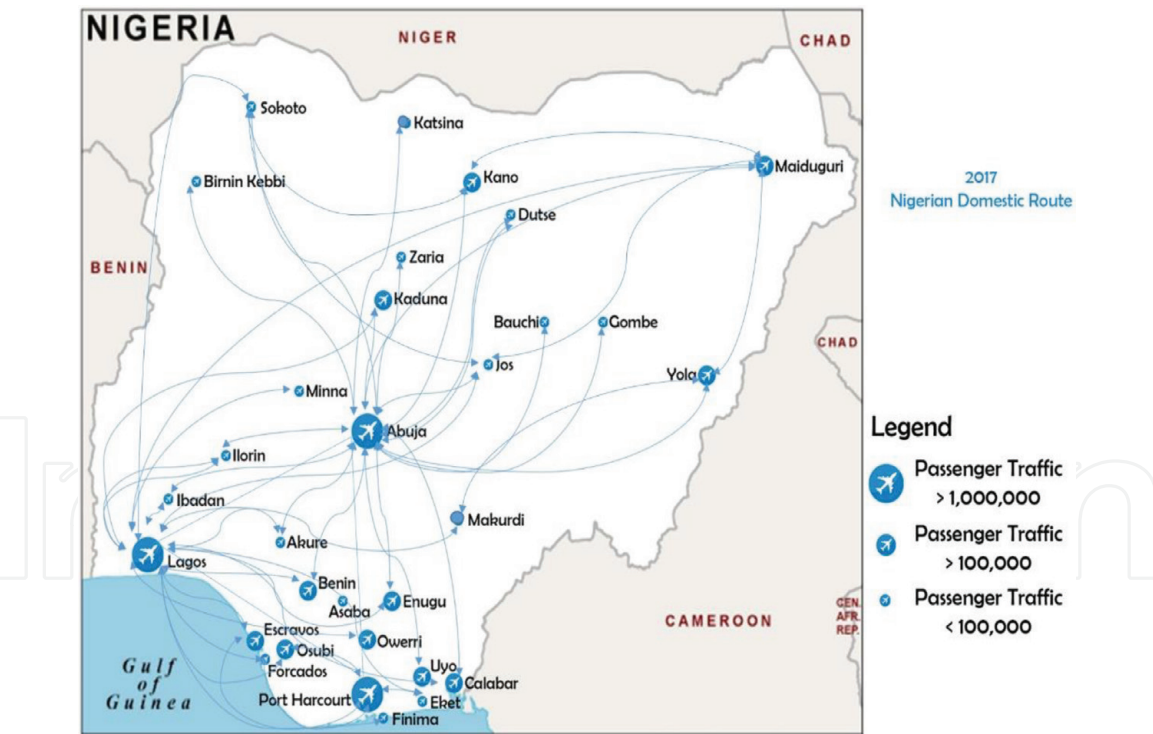 NIGERIA
NIGER
CHAD
Sokoto
Katsina
Maiduguri
Kano
Birnin Kebbi
2017
Nigerian Domestic Route
Dutse
Zaria
BENIN
Kaduna
Bauchi
Gombe
CHAD
Jos
Yola
Minna
Abuja
Legend
Ilorin
Passenger Traffic
> 1,000,000
Ibadan
Makurdi
Passenger Traffic
> 100,000
Akure
Lagos
Benin
Asaba
Enugu
Passenger Traffic
< 100,000
CEN.
AFR.
REP.
CAMEROON
Escravos
Owerri
Osubi
Forcados
Gulf
of
Guinea
Uyo
Calabar
Port Harcourt
Eket
Finima